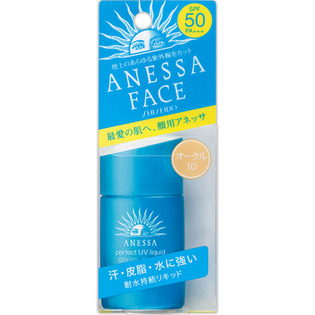 SPF
50
PA+++
地上のあらゆる紫外線をカット
ANESSA
FACE
SHISEIDO
最愛の肌へ、顔用アネッサ
オークル
10
ANESSA
perfect UV liquid
汗・皮脂・水に強い
耐水持続リキッド